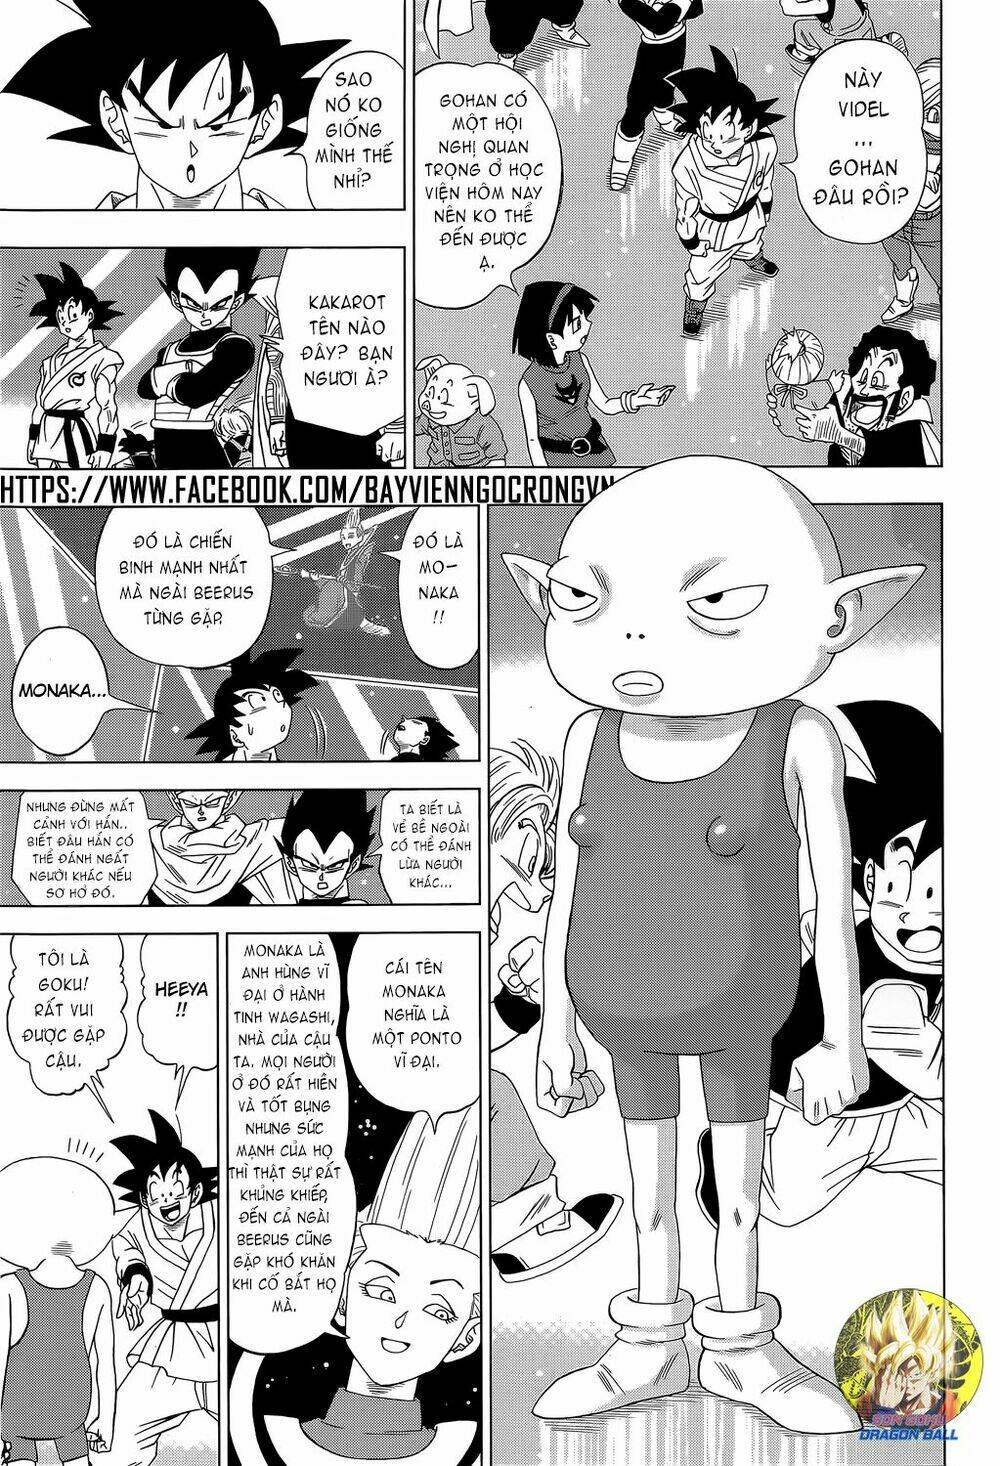 NÀY
VIDEL
...
GOHAN
ĐÂU RỒI?
GOHAN CÓ
MỘT HỘI
NGHỊ QUAN
TRỌNG Ở HỌC
VIỆN HÔM NAY
NÊN KO THỂ
ĐẾN ĐƯỢC
Ạ.
SAO
NÓ KO
GIỐNG
MÌNH THẾ
NHỈ?
KAKAROT
TÊN NÀO
ĐÂY? BẠN
NGƯƠI À?
HTTPS://WWW.FACEBOOK.COM/BAYVIENNGOCRONGVN
ĐÓ LÀ
MO-
NAKA
!!
ĐÓ LÀ CHIẾN
BINH MẠNH NHẤT
MÀ NGÀI BEERUS
TỪNG GẶP.
MONAKA...
TA BIẾT LÀ
VẺ BỀ NGOÀI
CÓ THỂ ĐÁNH
LỪA NGƯỜI
KHÁC...
NHƯNG ĐỪNG MẤT
CẢNH VỚI HẮN..
BIẾT ĐÂU HẮN CÓ
THỂ ĐÁNH NGẤT
NGƯỜI KHÁC NẾU
SƠ HỞ ĐÓ.
CÁI TÊN
MONAKA
NGHĨA LÀ
MỘT PONTO
VĨ ĐẠI.
MONAKA LÀ
ANH HÙNG VĨ
ĐẠI Ở HÀNH
TINH WAGASHI,
NHÀ CỦA CẬU
TA. MỌI NGƯỜI
Ở ĐÓ RẤT HIỀN
VÀ TỐT BỤNG
NHƯNG SỨC
MẠNH CỦA HỌ
THÌ THẬT SỰ RẤT
KHỦNG KHIẾP,
ĐẾN CẢ NGÀI
BEERUS CŨNG
GẶP KHÓ KHĂN
KHI CỐ BẮT HỌ
MÀ.
HEEYA
!!
TÔI LÀ
GOKU!
RẤT VUI
ĐƯỢC GẶP
CẬU.
SON GOKU
DRAGON BALL